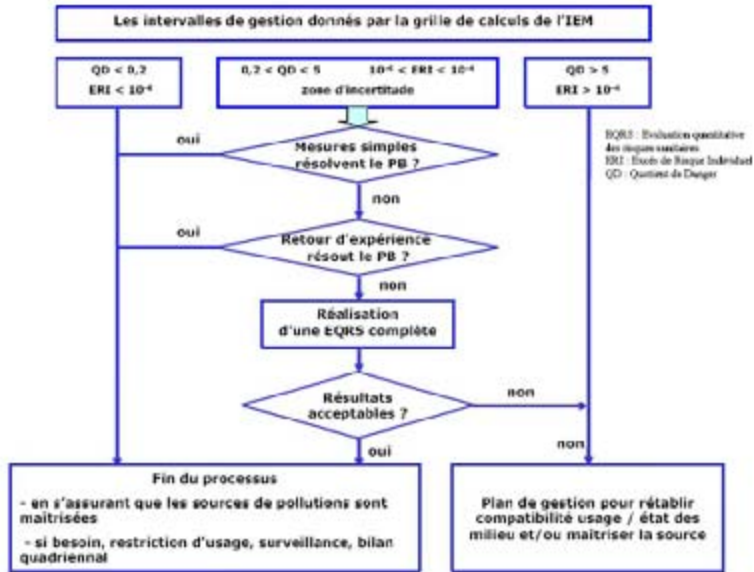 Les intervalles de gestion donnés par la grille de calculs de l'IEM
QD < 0,2
ERI < 10⁻⁶
0,2 < QD < 5 10⁻⁶ < ERI < 10⁻⁴
zone d'incertitude
QD > 5
ERI > 10⁻⁴
EQRS : Evaluation quantitative
des risques sanitaires
ERI : Excès de Risque Individuel
QD : Quotient de Danger
oui
Mesures simples
résolvent le PB ?
non
oui
Retour d'expérience
résout le PB ?
non
Réalisation
d'une EQRS complète
Résultats
acceptables ?
non
oui
non
Fin du processus
- en s'assurant que les sources de pollutions sont
maîtrisées
- si besoin, restriction d'usage, surveillance, bilan
quadriennal
Plan de gestion pour rétablir
compatibilité usage / état des
milieu et/ou maîtriser la source